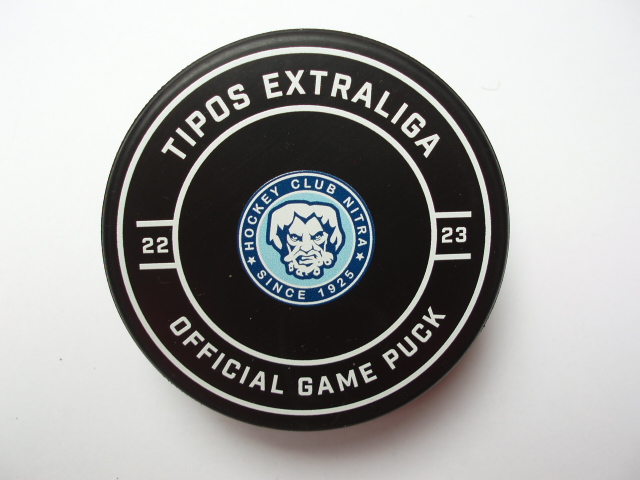 TIPOS EXTRALIGA
22
23
HOCKEY CLUB NITRA
SINCE 1925
OFFICIAL GAME PUCK